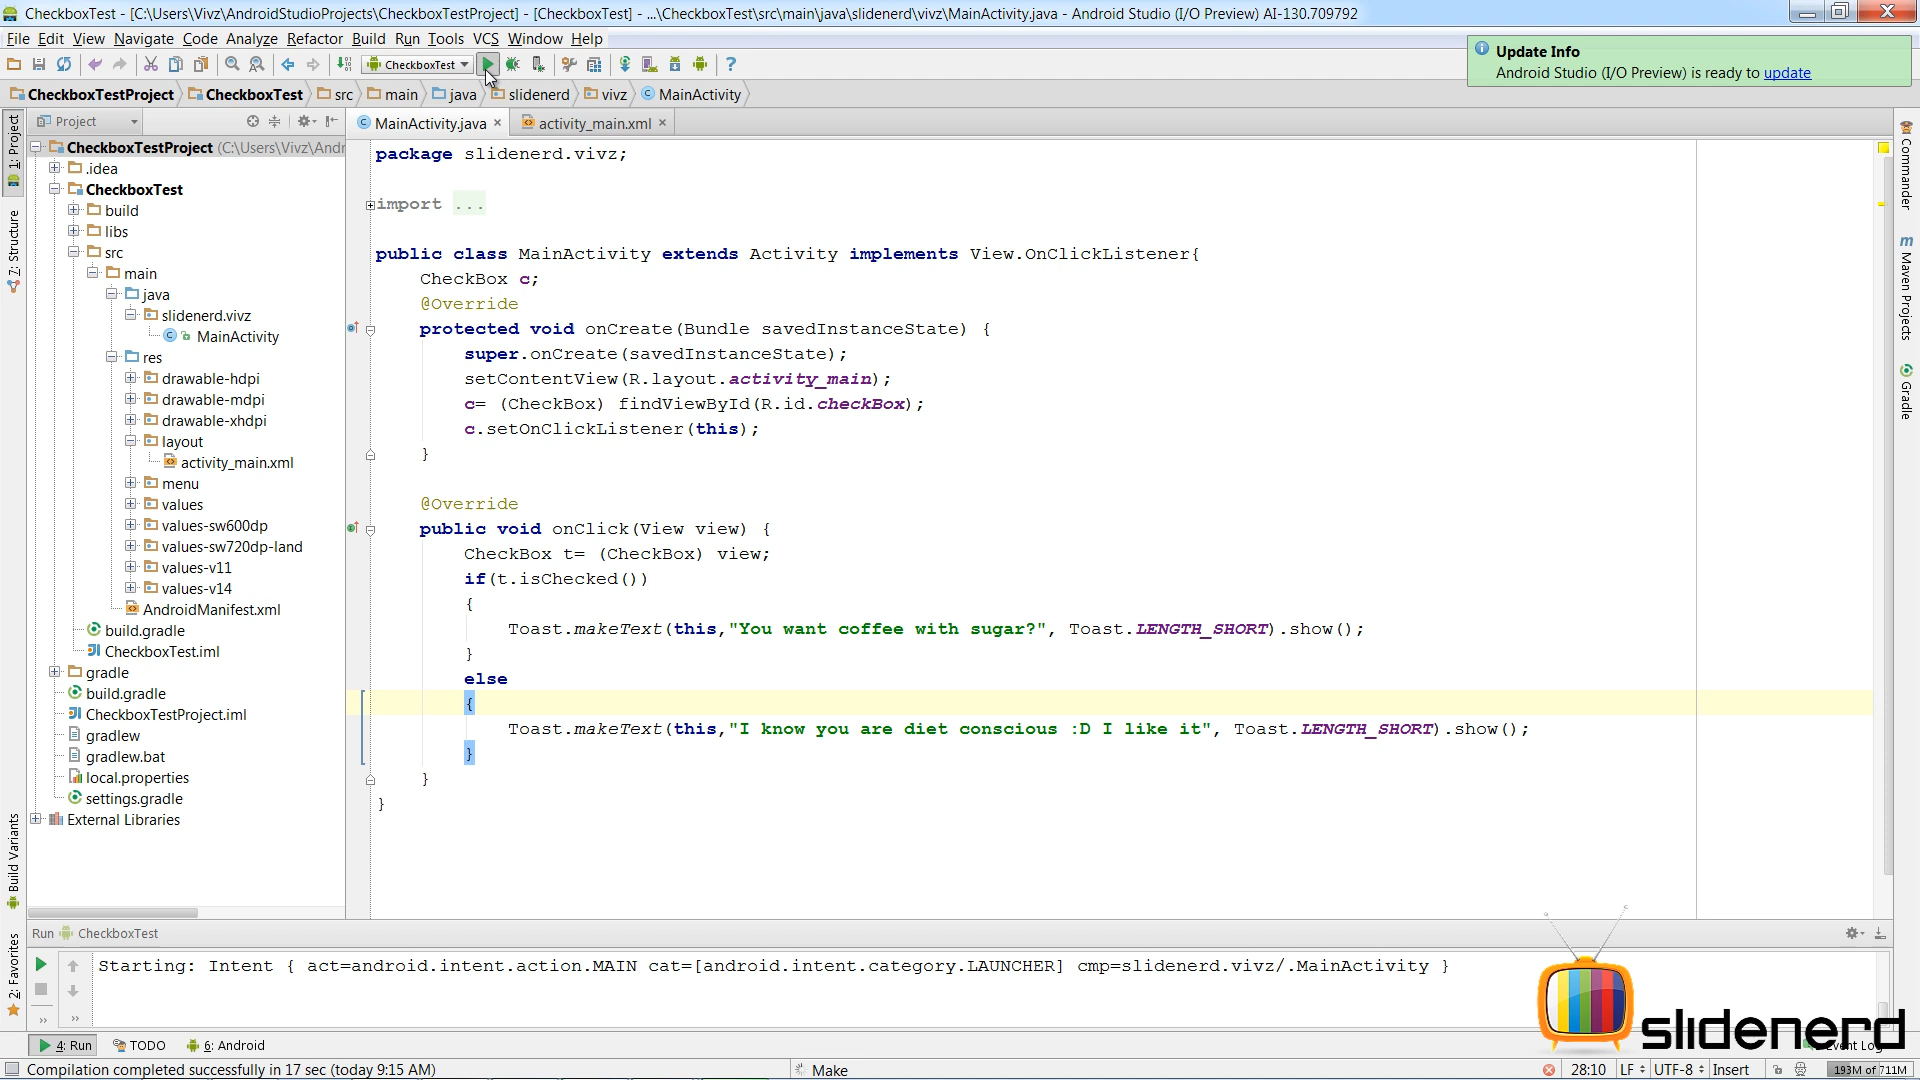 CheckboxTest - [C:\Users\Vivz\AndroidStudioProjects\CheckboxTestProject] - [CheckboxTest] - ...\CheckboxTest\src\main\java\slidenerd\vivz\MainActivity.java - Android Studio (I/O Preview) AI-130.709792
File Edit View Navigate Code Analyze Refactor Build Run Tools VCS Window Help
CheckboxTest
Update Info
Android Studio (I/O Preview) is ready to update
CheckboxTestProject CheckboxTest src main java slidenerd vivz MainActivity
Project
MainActivity.java
activity_main.xml
1: Project
7: Structure
Build Variants
2: Favorites
CheckboxTestProject (C:\Users\Vivz\Andr
.idea
CheckboxTest
build
libs
src
main
java
slidenerd.vivz
MainActivity
res
drawable-hdpi
drawable-mdpi
drawable-xhdpi
layout
activity_main.xml
menu
values
values-sw600dp
values-sw720dp-land
values-v11
values-v14
AndroidManifest.xml
build.gradle
CheckboxTest.iml
gradle
build.gradle
CheckboxTestProject.iml
gradlew
gradlew.bat
local.properties
settings.gradle
External Libraries
package slidenerd.vivz;
import ...
public class MainActivity extends Activity implements View.OnClickListener{
CheckBox c;
@Override
protected void onCreate(Bundle savedInstanceState) {
super.onCreate(savedInstanceState);
setContentView(R.layout.activity_main);
c= (CheckBox) findViewById(R.id.checkBox);
c.setOnClickListener(this);
}
@Override
public void onClick(View view) {
CheckBox t= (CheckBox) view;
if(t.isChecked())
{
Toast.makeText(this,"You want coffee with sugar?", Toast.LENGTH_SHORT).show();
}
else
{
Toast.makeText(this,"I know you are diet conscious :D I like it", Toast.LENGTH_SHORT).show();
}
}
}
Commander
Maven Projects
Gradle
Run CheckboxTest
Starting: Intent { act=android.intent.action.MAIN cat=[android.intent.category.LAUNCHER] cmp=slidenerd.vivz/.MainActivity }
slidenerd
4: Run TODO 6: Android Event Log
Compilation completed successfully in 17 sec (today 9:15 AM) Make 28:10 LF UTF-8 Insert 193M of 711M